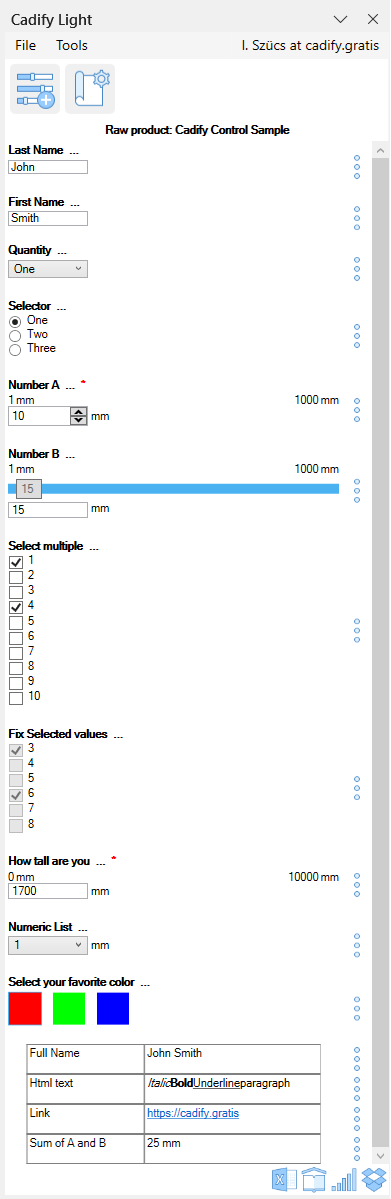 Cadify Light
File Tools I. Szücs at cadify.gratis
Raw product: Cadify Control Sample
Last Name ...
John
First Name ...
Smith
Quantity ...
One
Selector ...
One
Two
Three
Number A ... *
1 mm 1000 mm
10 mm
Number B ...
1 mm 1000 mm
15
15 mm
Select multiple ...
1
2
3
4
5
6
7
8
9
10
Fix Selected values ...
3
4
5
6
7
8
How tall are you ... *
0 mm 10000 mm
1700 mm
Numeric List ...
1 mm
Select your favorite color ...
Full Name John Smith
Html text ItalicBoldUnderlineparagraph
Link https://cadify.gratis
Sum of A and B 25 mm